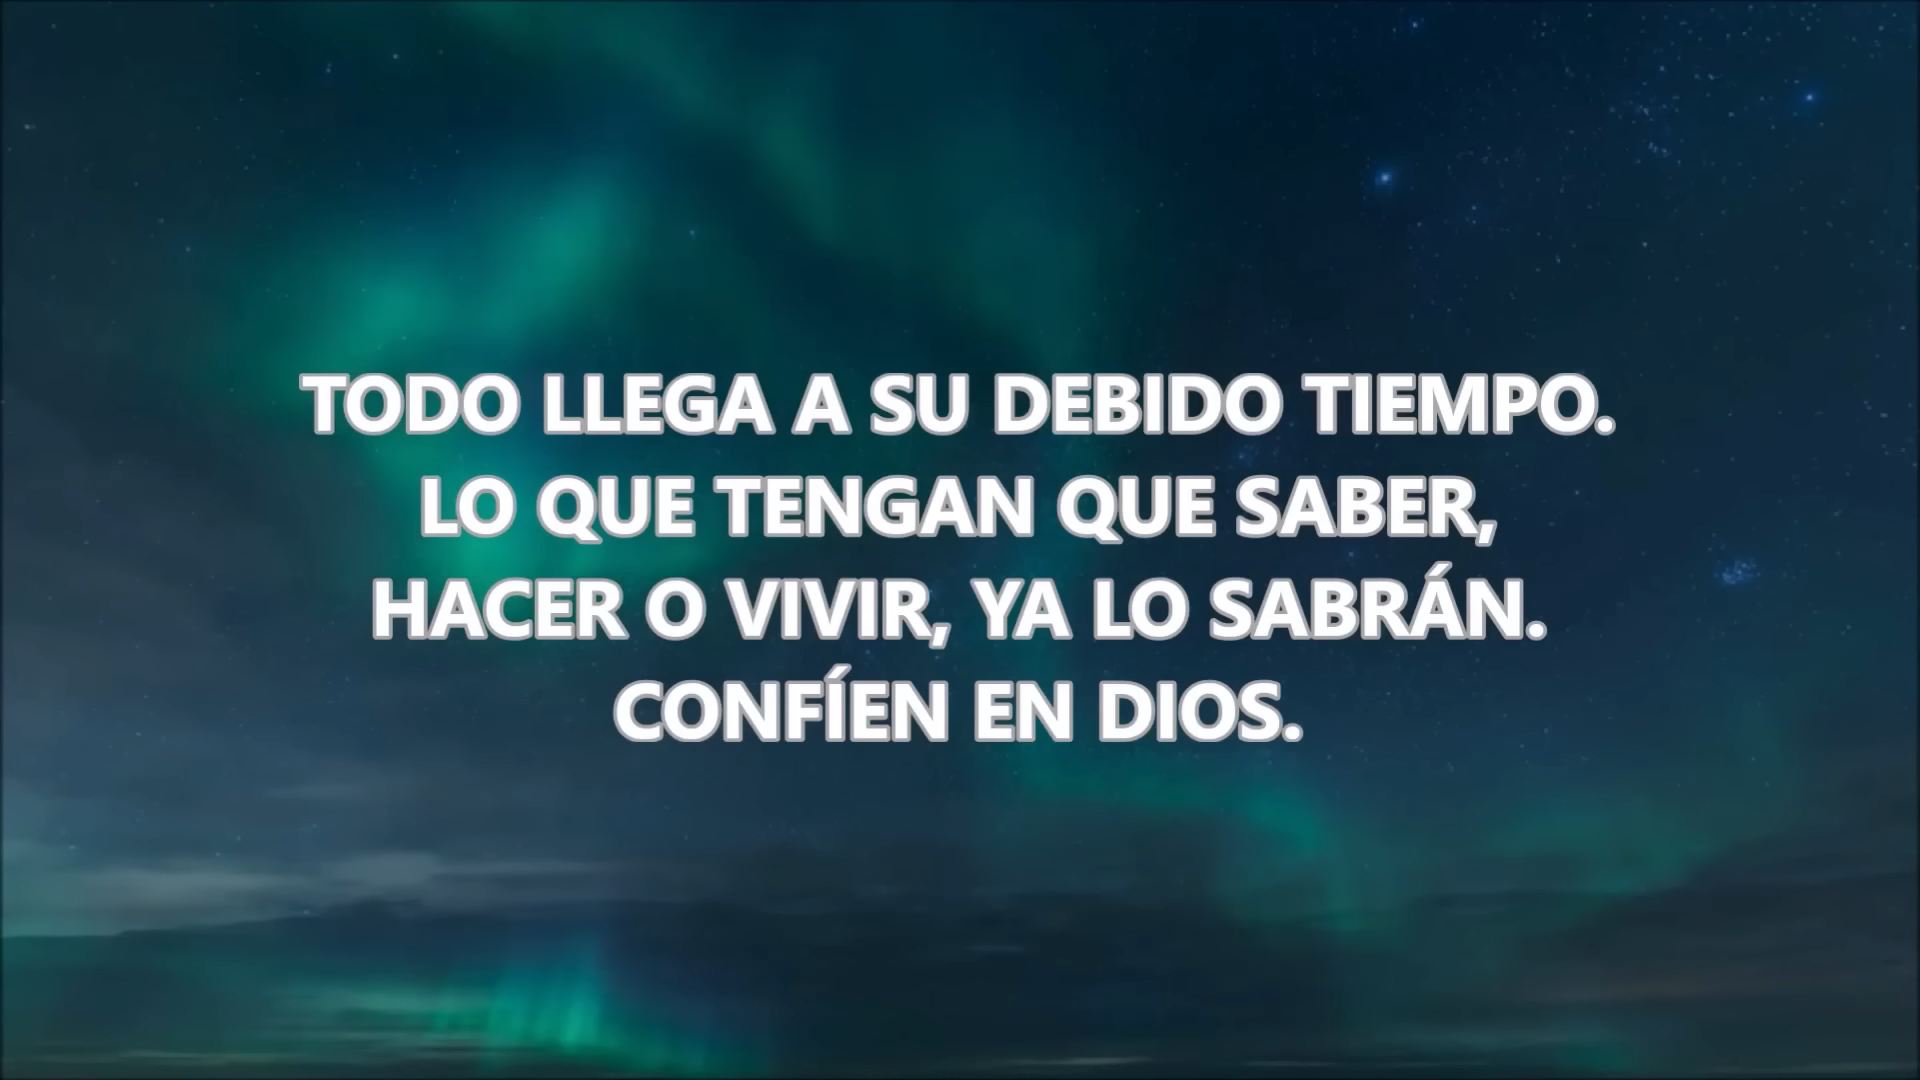 TODO LLEGA A SU DEBIDO TIEMPO.
LO QUE TENGAN QUE SABER,
HACER O VIVIR, YA LO SABRÁN.
CONFÍEN EN DIOS.